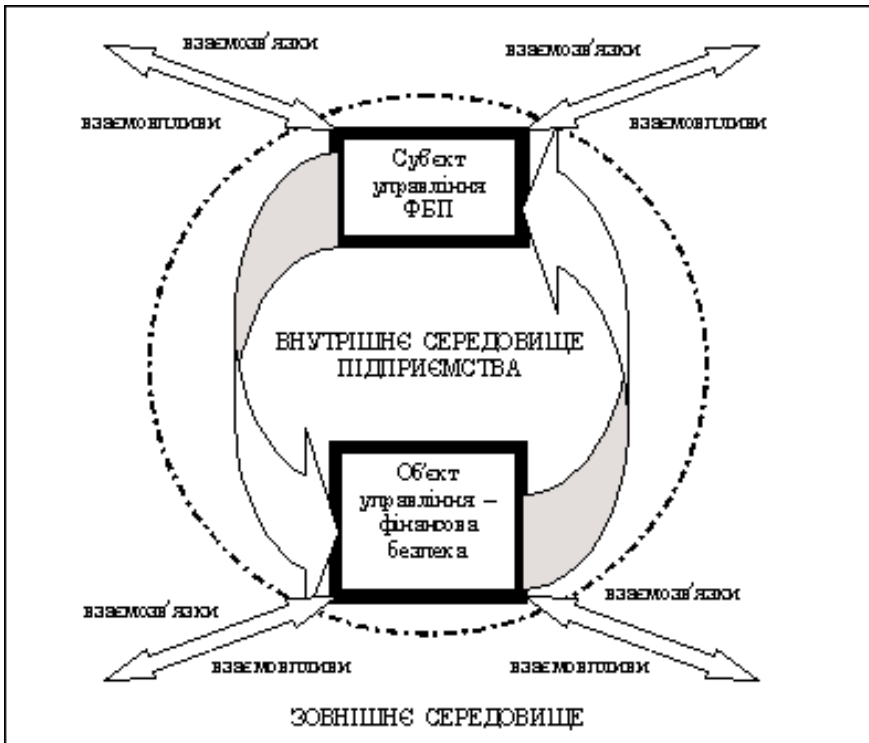 взаємозв'язки
взаємозв'язки
взаємовпливи
взаємовпливи
Суб'єкт
управління
ФБП
ВНУТРІШНЄ СЕРЕДОВИЩЕ
ПІДПРИЄМСТВА
Об'єкт
управління –
фінансова
безпека
взаємозв'язки
взаємозв'язки
взаємовпливи
взаємовпливи
ЗОВНІШНЄ СЕРЕДОВИЩЕ